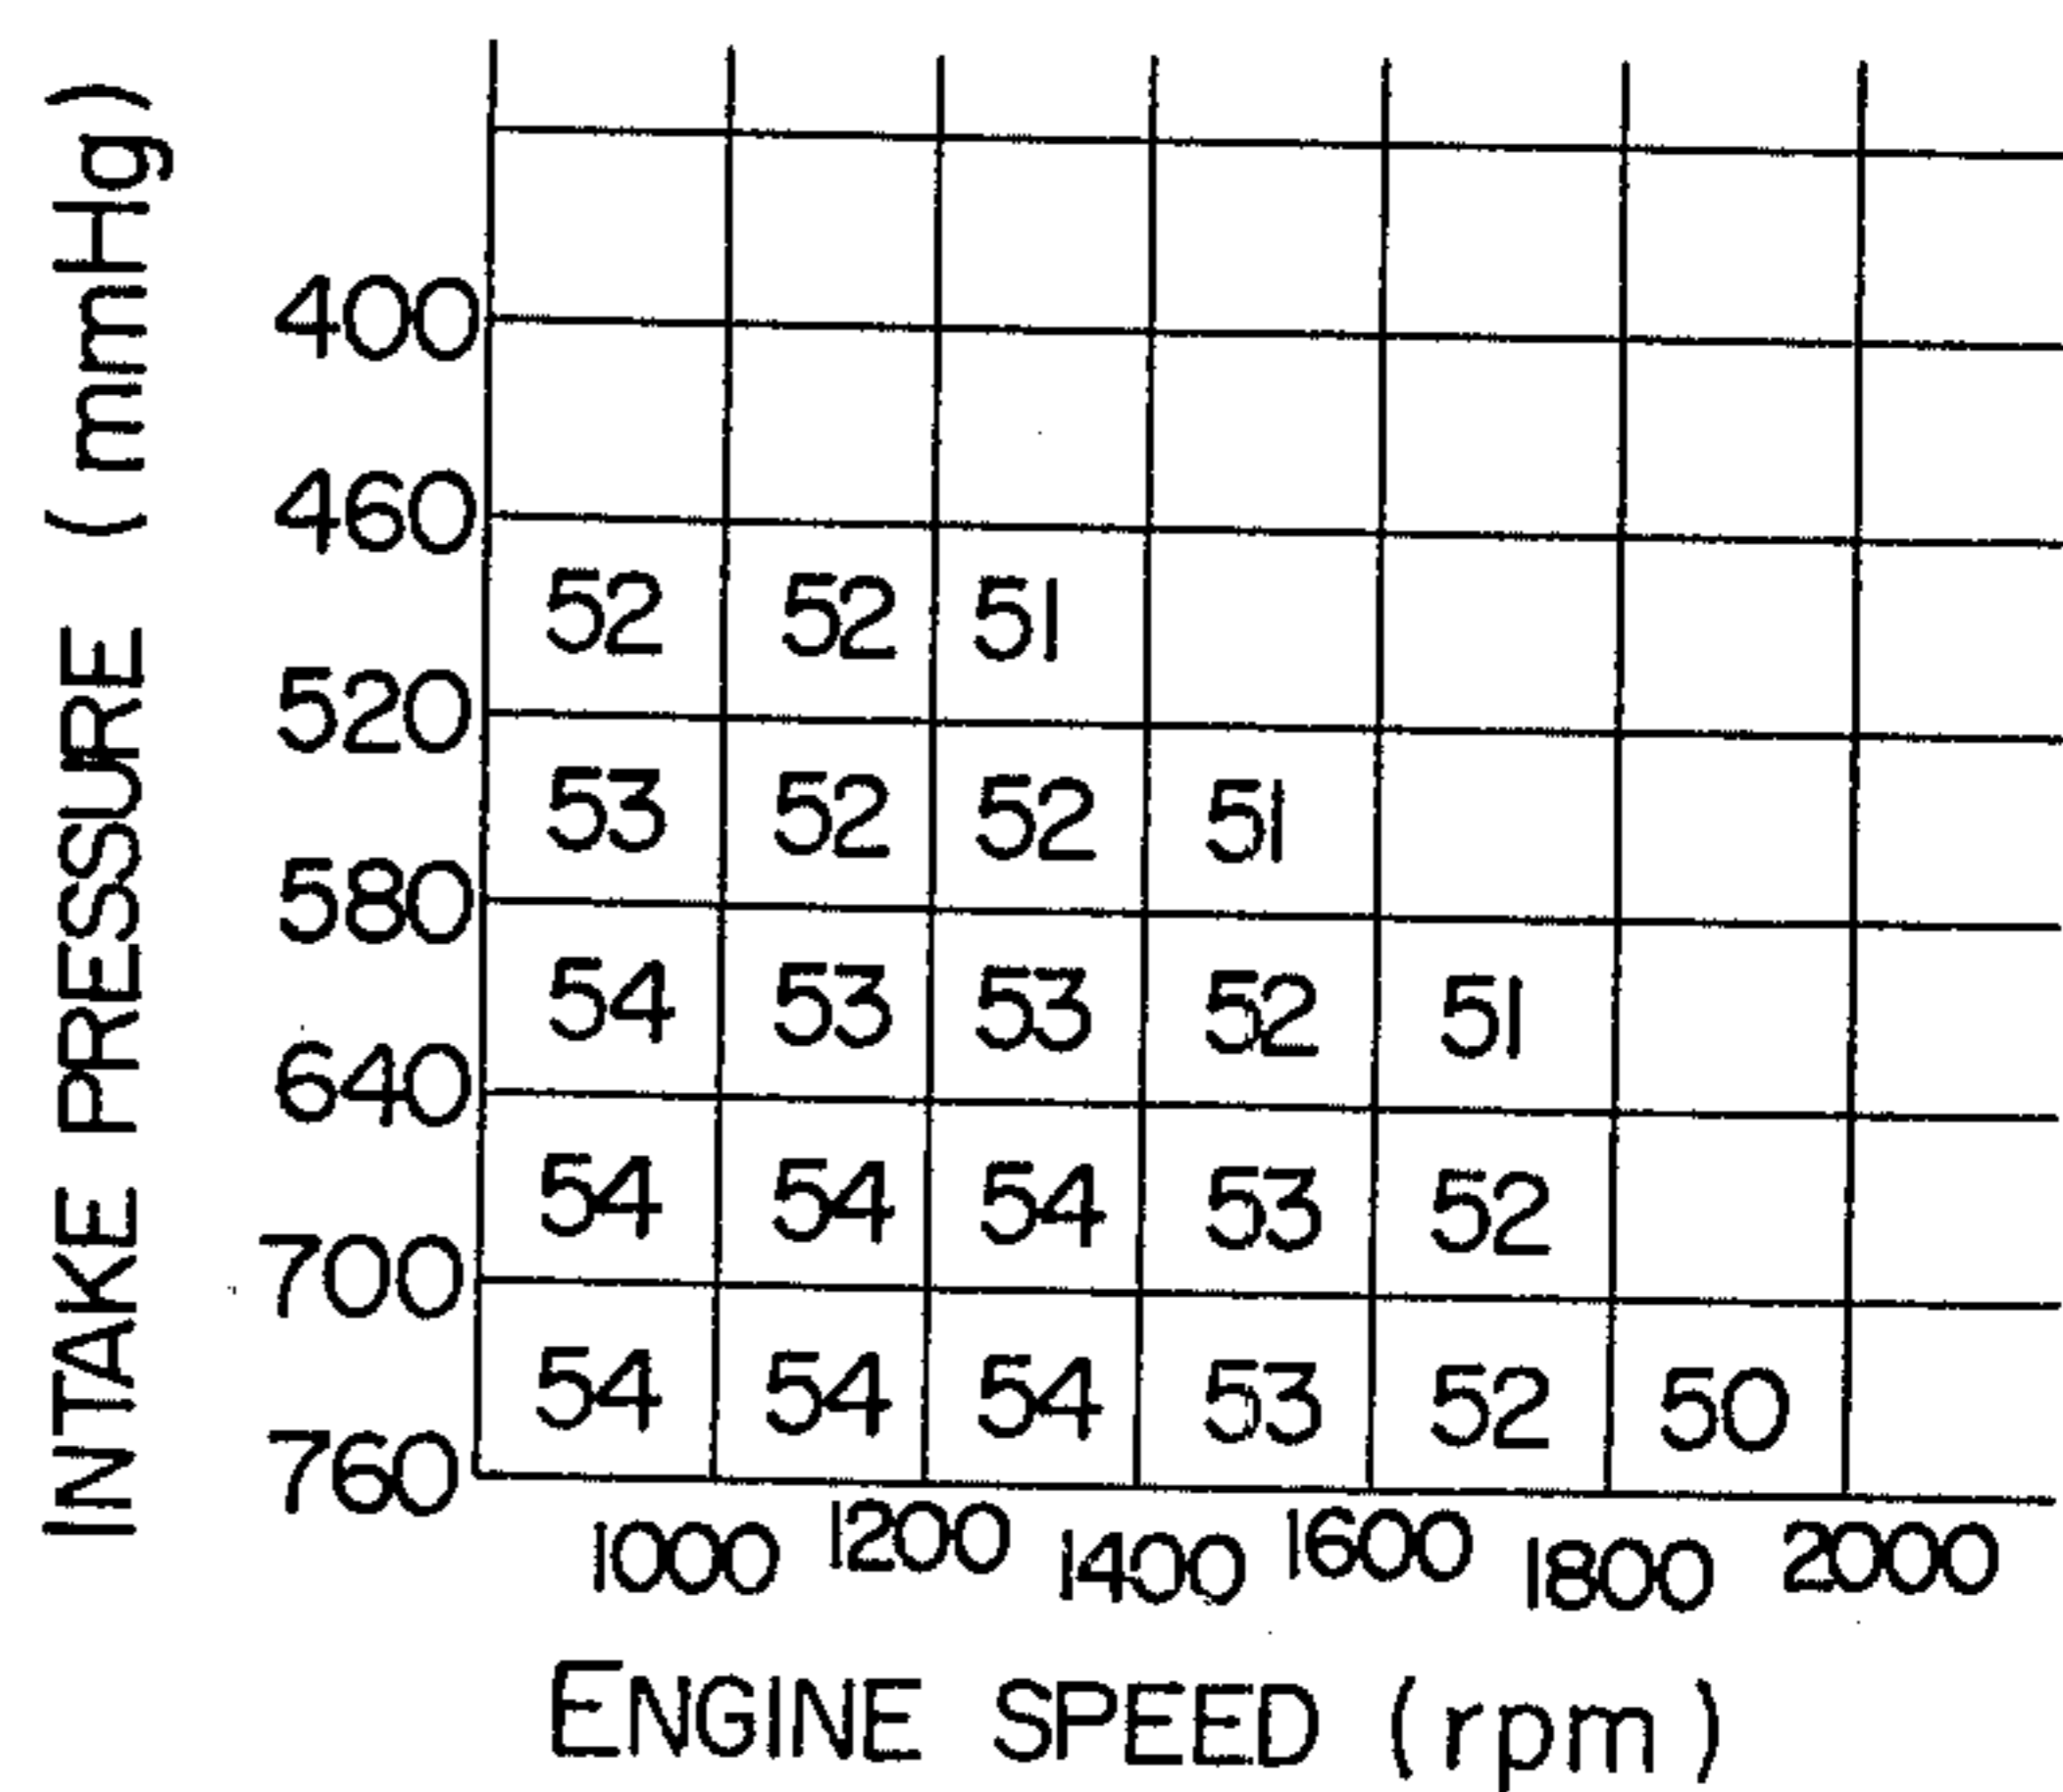 INTAKE PRESSURE (mmHg)
400
460
52 52 51
520
53 52 52 51
580
54 53 53 52 51
640
54 54 54 53 52
700
54 54 54 53 52 50
760
1000 1200 1400 1600 1800 2000
ENGINE SPEED (rpm)